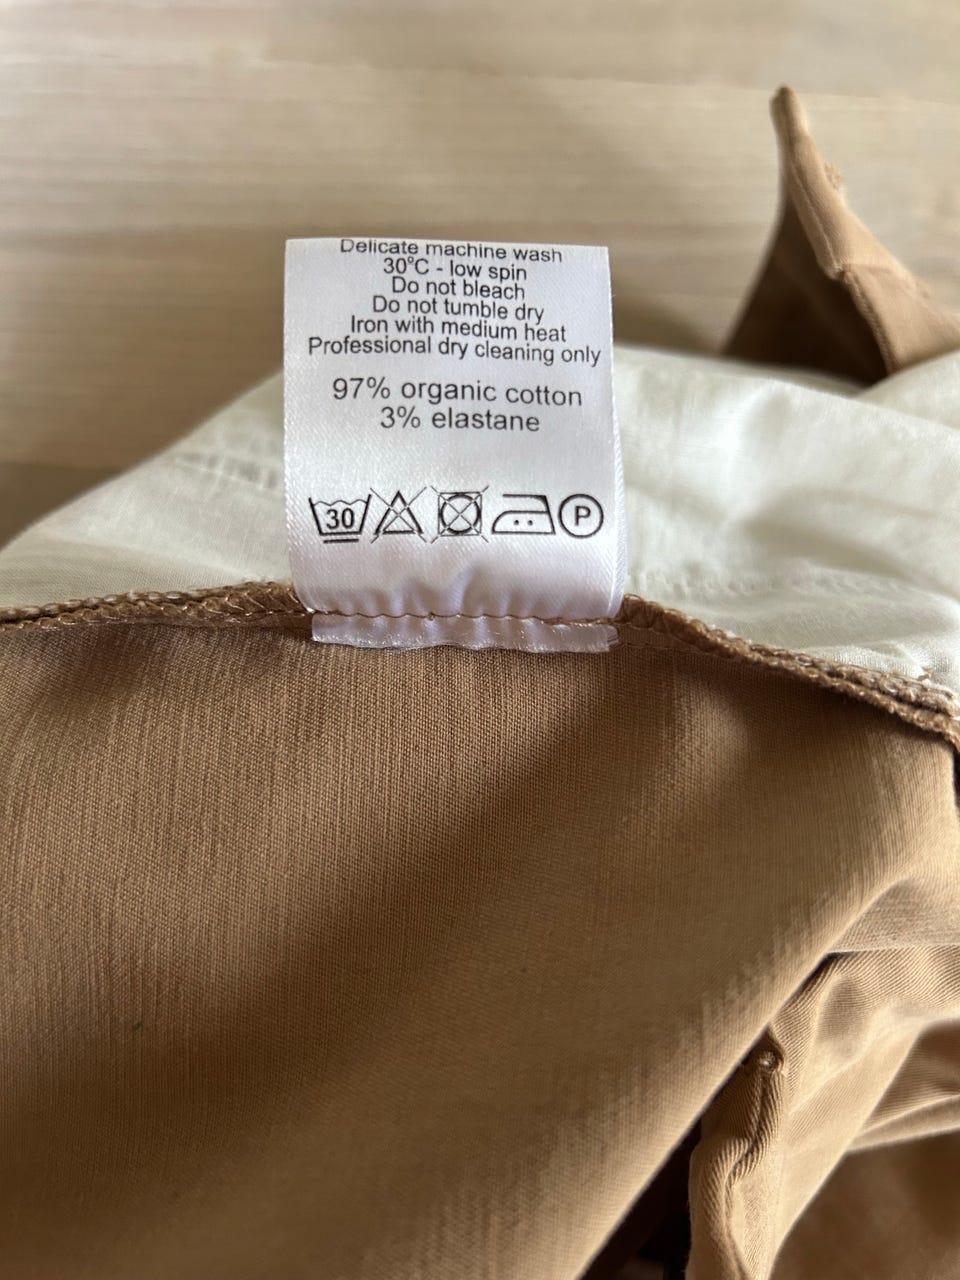 Delicate machine wash
30°C - low spin
Do not bleach
Do not tumble dry
Iron with medium heat
Professional dry cleaning only
97% organic cotton
3% elastane
30 P